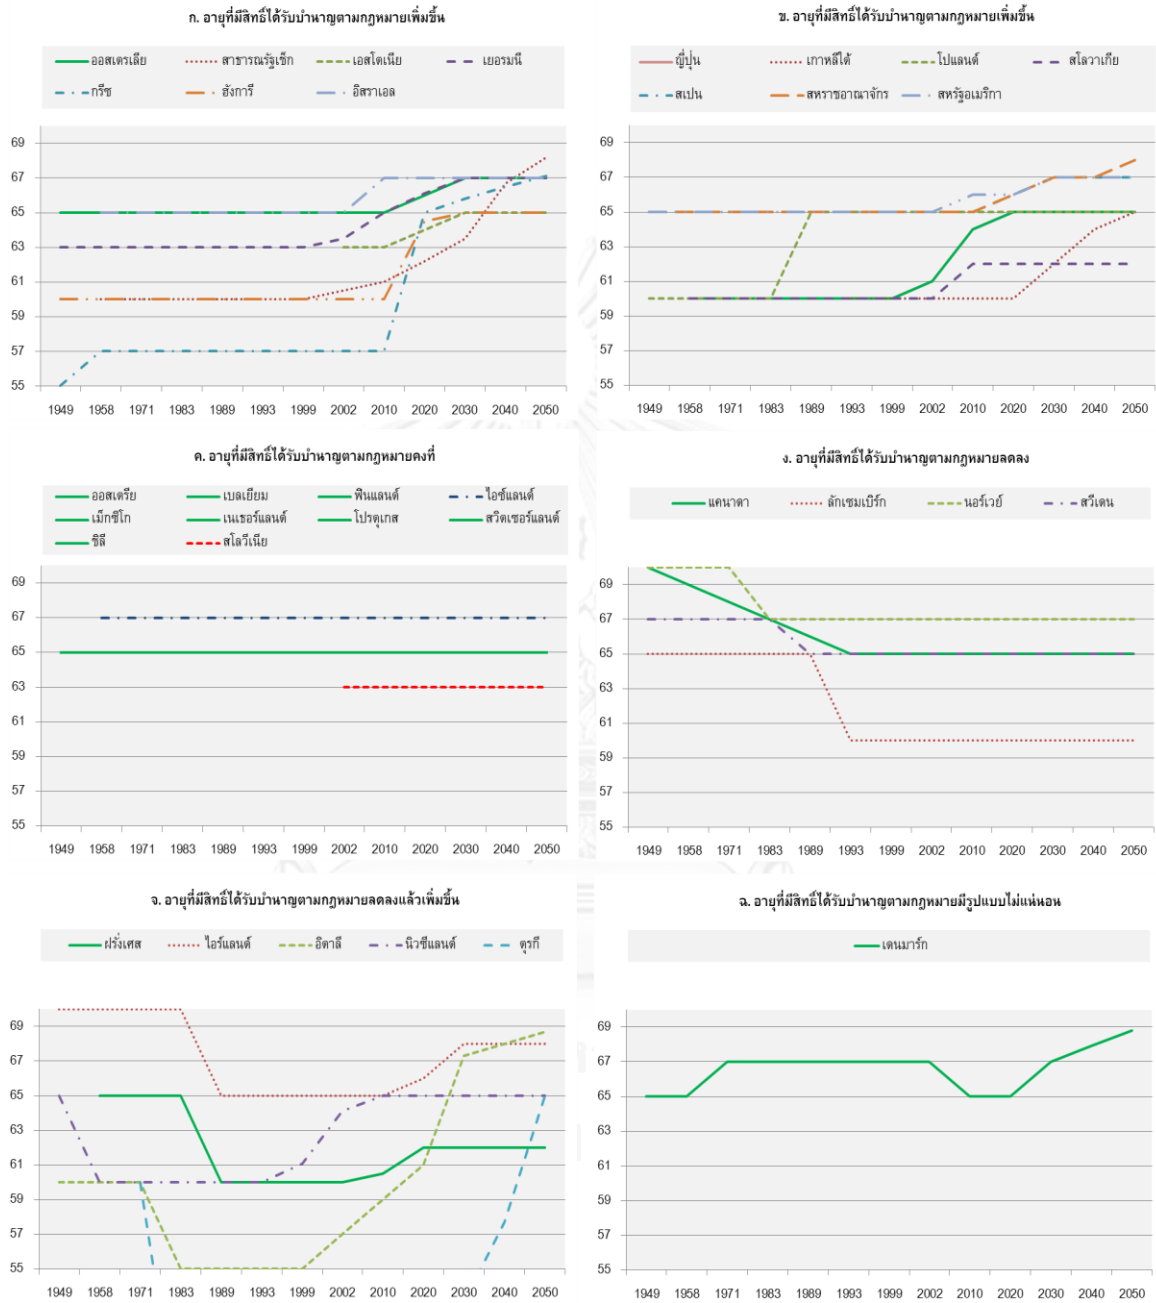 ก. อายุที่มีสิทธิ์ได้รับบำนาญตามกฎหมายเพิ่มขึ้น
ออสเตรเลีย สาธารณรัฐเช็ก เอสโตเนีย เยอรมนี
กรีซ ฮังการี อิสราเอล
69
67
65
63
61
59
57
55
1949 1958 1971 1983 1989 1993 1999 2002 2010 2020 2030 2040 2050
ข. อายุที่มีสิทธิ์ได้รับบำนาญตามกฎหมายเพิ่มขึ้น
ญี่ปุ่น เกาหลีใต้ โปแลนด์ สโลวาเกีย
สเปน สหราชอาณาจักร สหรัฐอเมริกา
69
67
65
63
61
59
57
55
1949 1958 1971 1983 1989 1993 1999 2002 2010 2020 2030 2040 2050
ค. อายุที่มีสิทธิ์ได้รับบำนาญตามกฎหมายคงที่
ออสเตรีย เบลเยียม ฟินแลนด์ ไอซ์แลนด์
เม็กซิโก เนเธอร์แลนด์ โปรตุเกส สวิตเซอร์แลนด์
ชิลี สโลวีเนีย
69
67
65
63
61
59
57
55
1949 1958 1971 1983 1989 1993 1999 2002 2010 2020 2030 2040 2050
ง. อายุที่มีสิทธิ์ได้รับบำนาญตามกฎหมายลดลง
แคนาดา ลักเซมเบิร์ก นอร์เวย์ สวีเดน
69
67
65
63
61
59
57
55
1949 1958 1971 1983 1989 1993 1999 2002 2010 2020 2030 2040 2050
จ. อายุที่มีสิทธิ์ได้รับบำนาญตามกฎหมายลดลงแล้วเพิ่มขึ้น
ฝรั่งเศส ไอร์แลนด์ อิตาลี นิวซีแลนด์ ตุรกี
69
67
65
63
61
59
57
55
1949 1958 1971 1983 1989 1993 1999 2002 2010 2020 2030 2040 2050
ฉ. อายุที่มีสิทธิ์ได้รับบำนาญตามกฎหมายมีรูปแบบไม่แน่นอน
เดนมาร์ก
69
67
65
63
61
59
57
55
1949 1958 1971 1983 1989 1993 1999 2002 2010 2020 2030 2040 2050